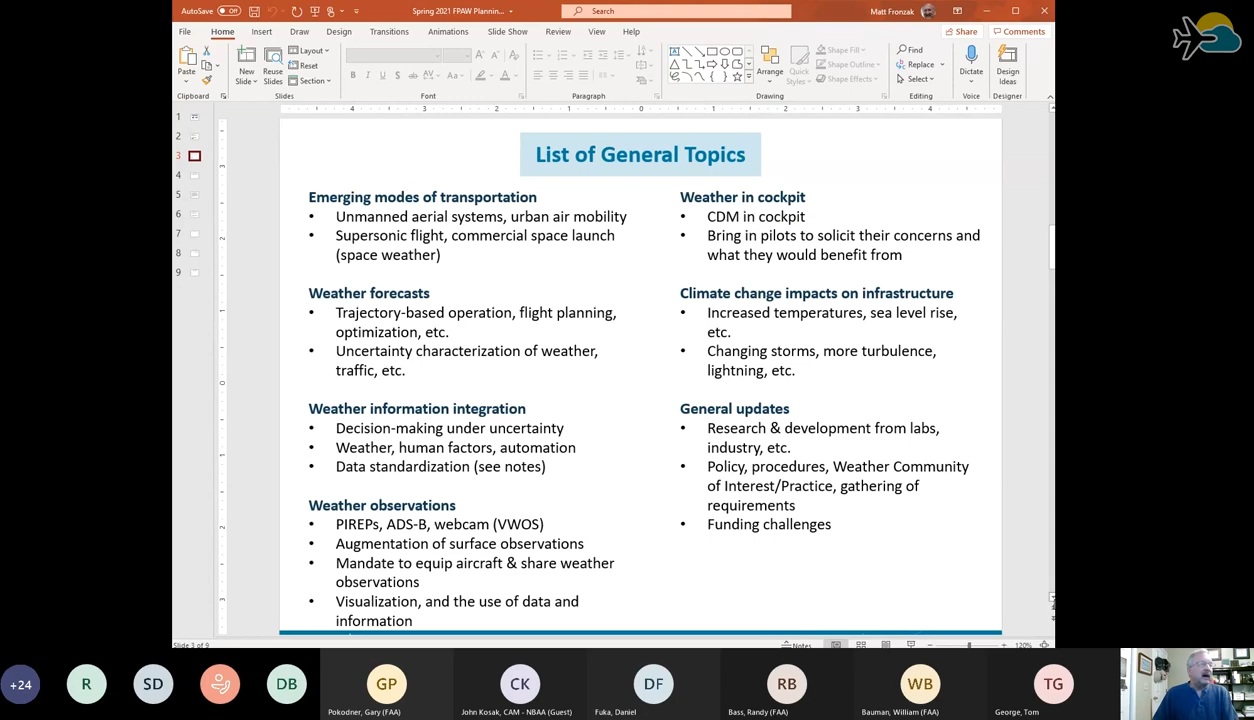 AutoSave Off
Spring 2021 FPAW Plannin...
Search
Matt Fronzak
File Home Insert Draw Design Transitions Animations Slide Show Review View Help Share Comments
Paste
New Slide
Reuse Slides
Layout
Reset
Section
Arrange
Quick Styles
Shape Fill
Shape Outline
Shape Effects
Find
Replace
Select
Dictate
Design Ideas
Clipboard Slides Font Paragraph Drawing Editing Voice Designer
1
2
3
4
5
6
7
8
9
List of General Topics
Emerging modes of transportation
• Unmanned aerial systems, urban air mobility
• Supersonic flight, commercial space launch
(space weather)
Weather forecasts
• Trajectory-based operation, flight planning,
optimization, etc.
• Uncertainty characterization of weather,
traffic, etc.
Weather information integration
• Decision-making under uncertainty
• Weather, human factors, automation
• Data standardization (see notes)
Weather observations
• PIREPs, ADS-B, webcam (VWOS)
• Augmentation of surface observations
• Mandate to equip aircraft & share weather
observations
• Visualization, and the use of data and
information
Weather in cockpit
• CDM in cockpit
• Bring in pilots to solicit their concerns and
what they would benefit from
Climate change impacts on infrastructure
• Increased temperatures, sea level rise,
etc.
• Changing storms, more turbulence,
lightning, etc.
General updates
• Research & development from labs,
industry, etc.
• Policy, procedures, Weather Community
of Interest/Practice, gathering of
requirements
• Funding challenges
Slide 3 of 9
Notes
120%
+24
R
SD
DB
GP
CK
DF
RB
WB
TG
Pokodner, Gary (FAA)
John Kosak, CAM - NBAA (Guest)
Fuka, Daniel
Bass, Randy (FAA)
Bauman, William (FAA)
George, Tom